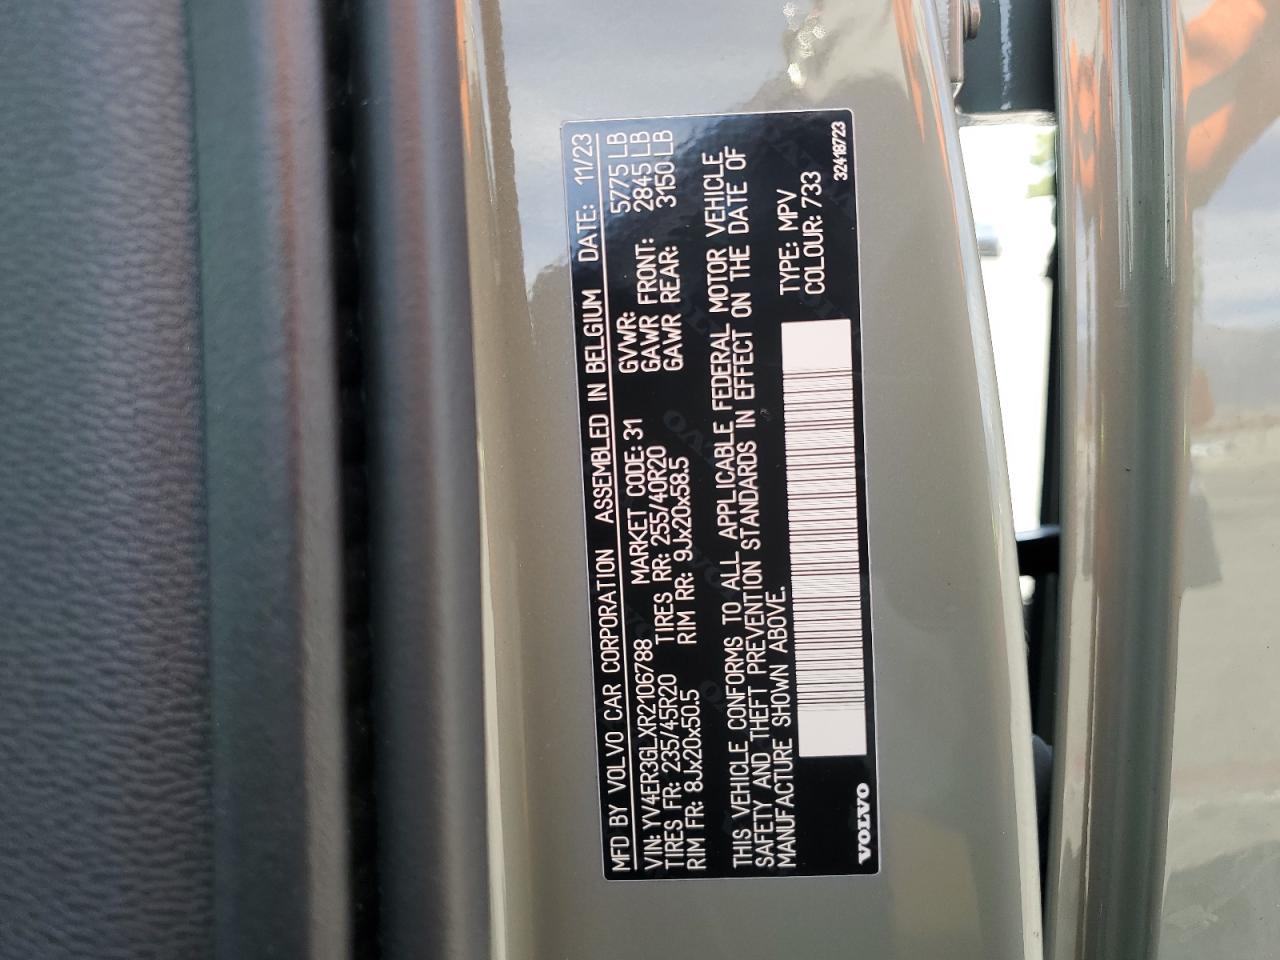 MFD BY VOLVO CAR CORPORATION ASSEMBLED IN BELGIUM DATE: 11/23
VIN: YV4ER3GLXR2106788 MARKET CODE: 31 GVWR: 5775 LB
TIRES FR: 235/45R20 TIRES RR: 255/40R20 GAWR FRONT: 2845 LB
RIM FR: 8Jx20x50.5 RIM RR: 9Jx20x58.5 GAWR REAR: 3150 LB
THIS VEHICLE CONFORMS TO ALL APPLICABLE FEDERAL MOTOR VEHICLE
SAFETY AND THEFT PREVENTION STANDARDS IN EFFECT ON THE DATE OF
MANUFACTURE SHOWN ABOVE.
TYPE: MPV
COLOUR: 733
VOLVO
32418723